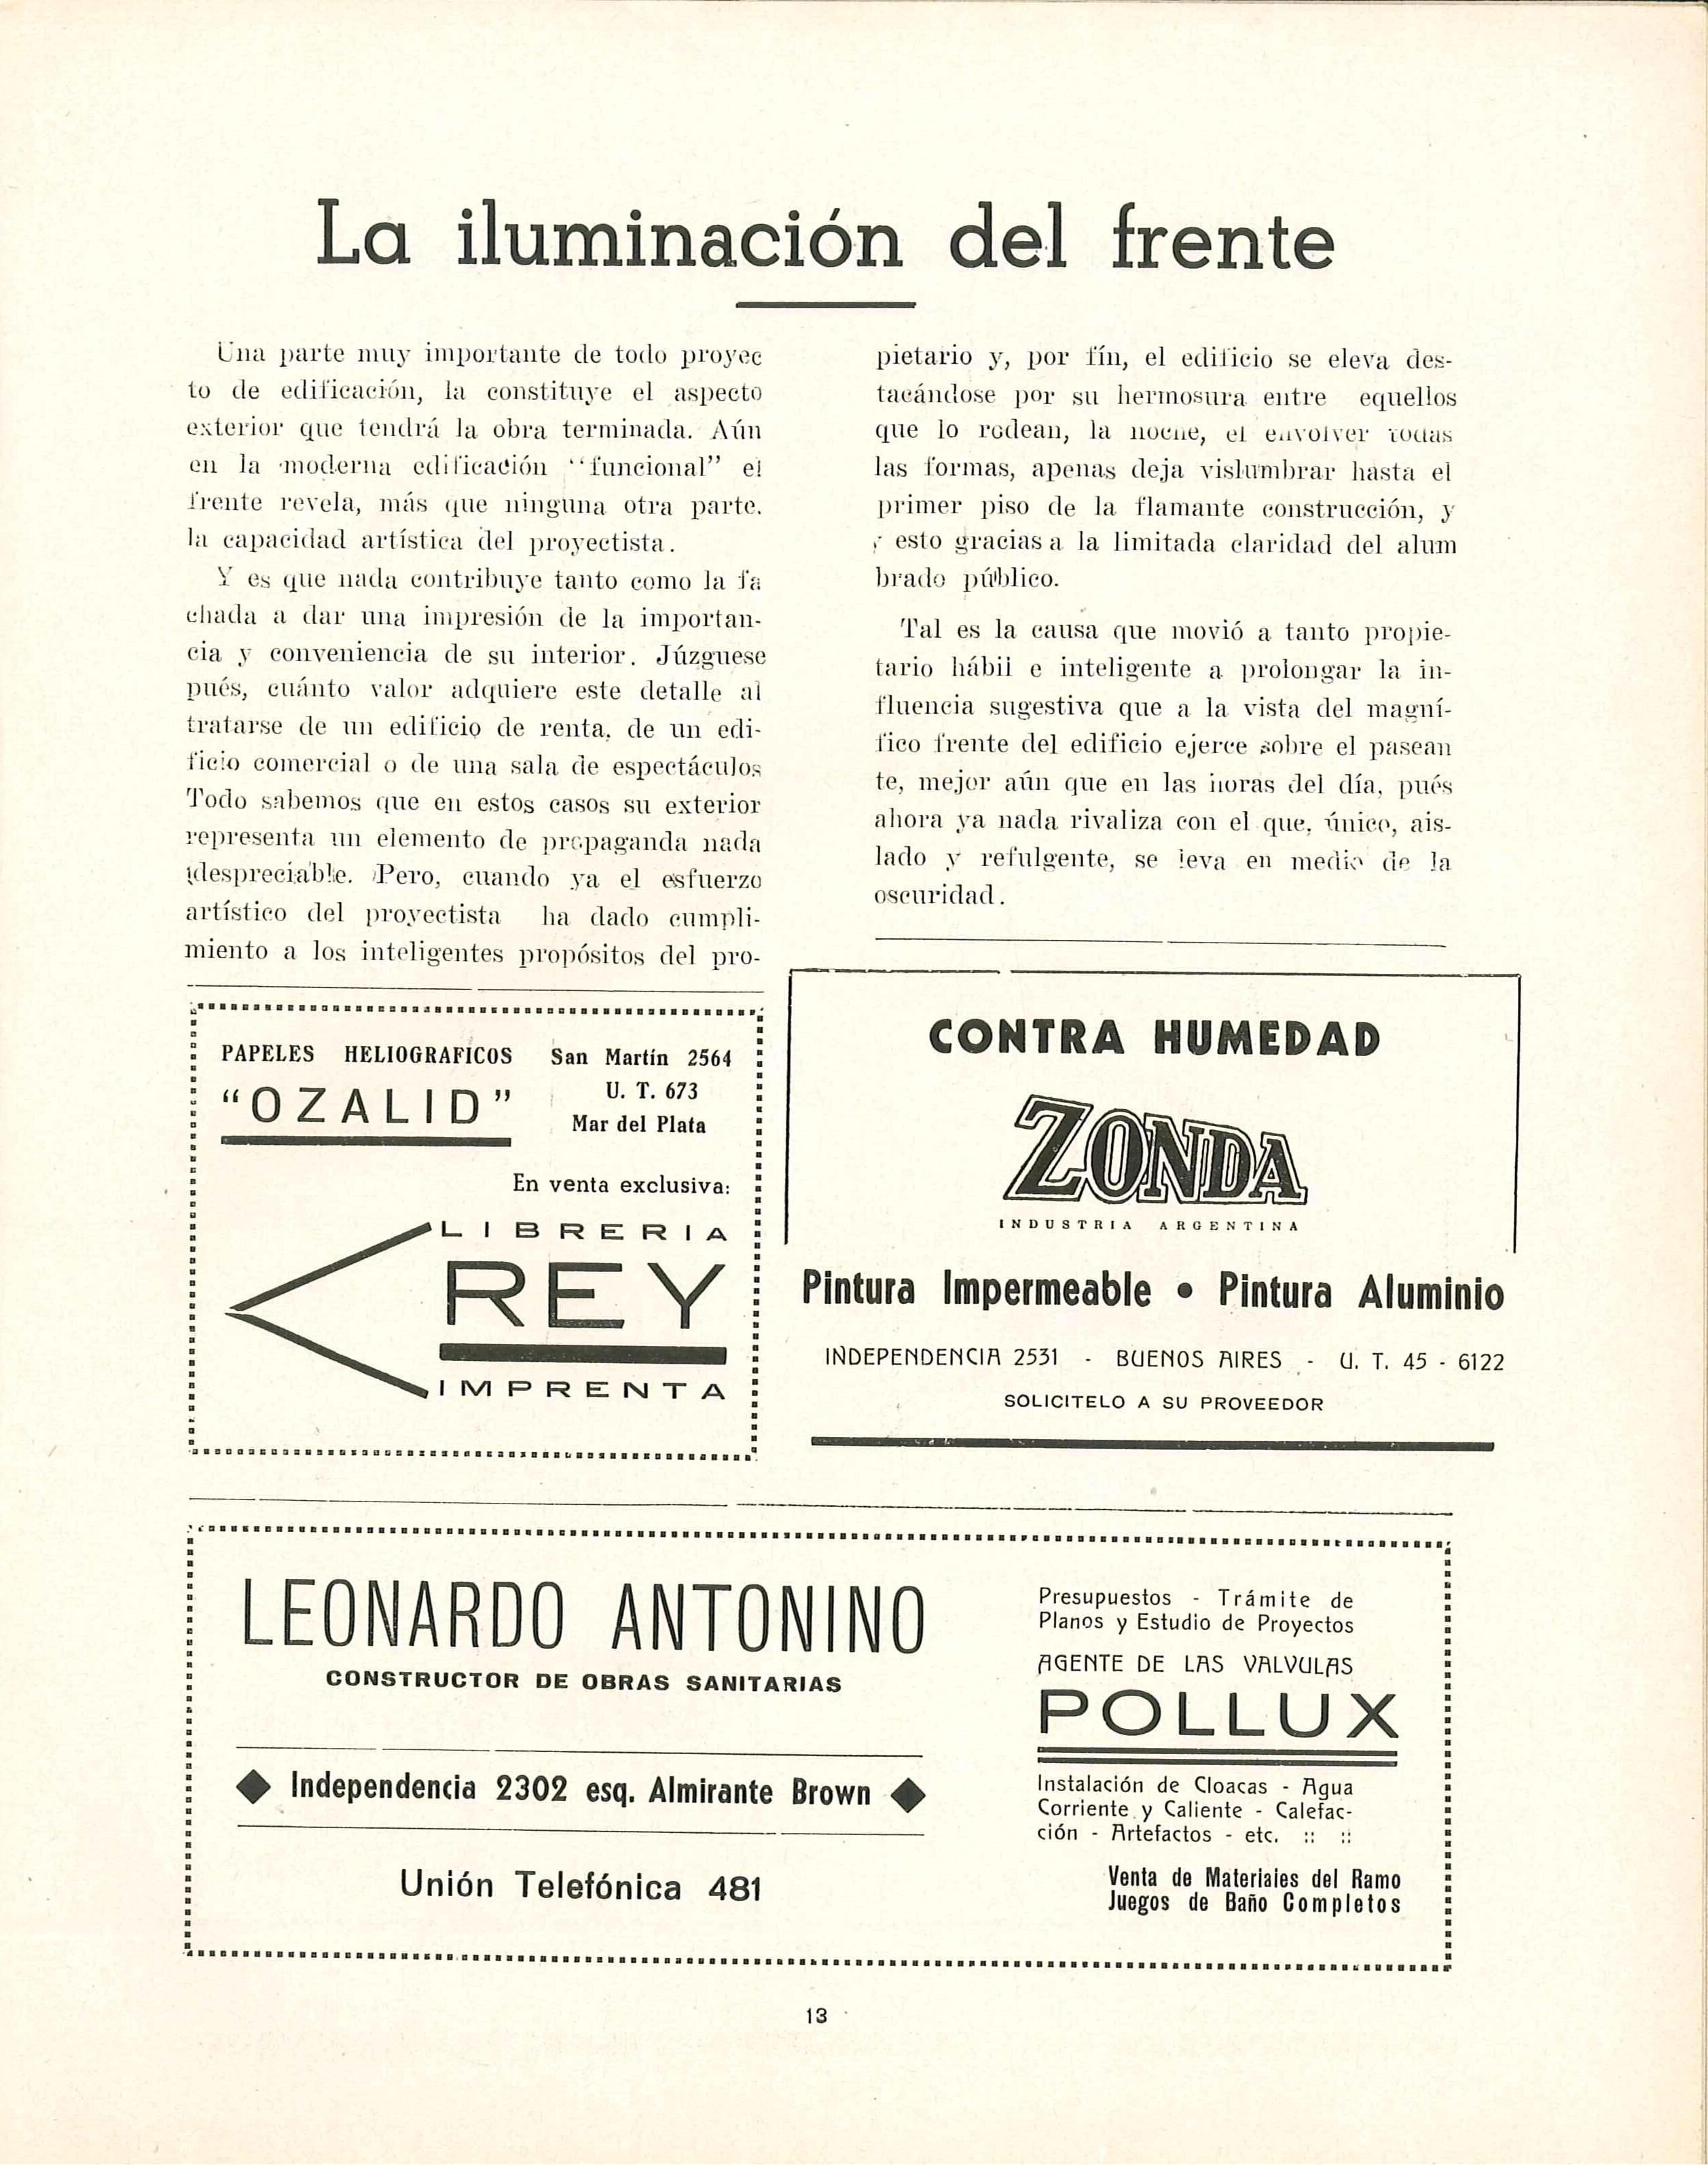 La iluminación del frente
Una parte muy importante de todo proyec
to de edificación, la constituye el aspecto
exterior que tendrá la obra terminada. Aún
en la moderna edificación “funcional” el
frente revela, más que ninguna otra parte.
la capacidad artística del proyectista.
Y es que nada contribuye tanto como la fa
chada a dar una impresión de la importan-
cia y conveniencia de su interior. Júzguese
pués, cuánto valor adquiere este detalle al
tratarse de un edificio de renta, de un edi-
ficio comercial o de una sala de espectáculos
Todo sabemos que en estos casos su exterior
representa un elemento de propaganda nada
despreciable. Pero, cuando ya el esfuerzo
artístico del proyectista ha dado cumpli-
miento a los inteligentes propósitos del pro-
pietario y, por fín, el edificio se eleva des-
tacándose por su hermosura entre equellos
que lo rodean, la noche, el envolver todas
las formas, apenas deja vislumbrar hasta el
primer piso de la flamante construcción, y
y esto gracias a la limitada claridad del alum
brado público.
Tal es la causa que movió a tanto propie-
tario hábil e inteligente a prolongar la in-
fluencia sugestiva que a la vista del magní-
fico frente del edificio ejerce sobre el pasean
te, mejor aún que en las horas del día, pués
ahora ya nada rivaliza con el que, único, ais-
lado y refulgente, se leva en medio de la
oscuridad.
PAPELES HELIOGRAFICOS
“OZALID”
San Martín 2564
U. T. 673
Mar del Plata
En venta exclusiva:
LIBRERIA
REY
IMPRENTA
CONTRA HUMEDAD
ZONDA
INDUSTRIA ARGENTINA
Pintura Impermeable • Pintura Aluminio
INDEPENDENCIA 2531 - BUENOS AIRES - U. T. 45 - 6122
SOLICITELO A SU PROVEEDOR
LEONARDO ANTONINO
CONSTRUCTOR DE OBRAS SANITARIAS
◆ Independencia 2302 esq. Almirante Brown ◆
Unión Telefónica 481
Presupuestos - Trámite de
Planos y Estudio de Proyectos
AGENTE DE LAS VALVULAS
POLLUX
Instalación de Cloacas - Agua
Corriente y Caliente - Calefac-
ción - Artefactos - etc. :: ::
Venta de Materiales del Ramo
Juegos de Baño Completos
13